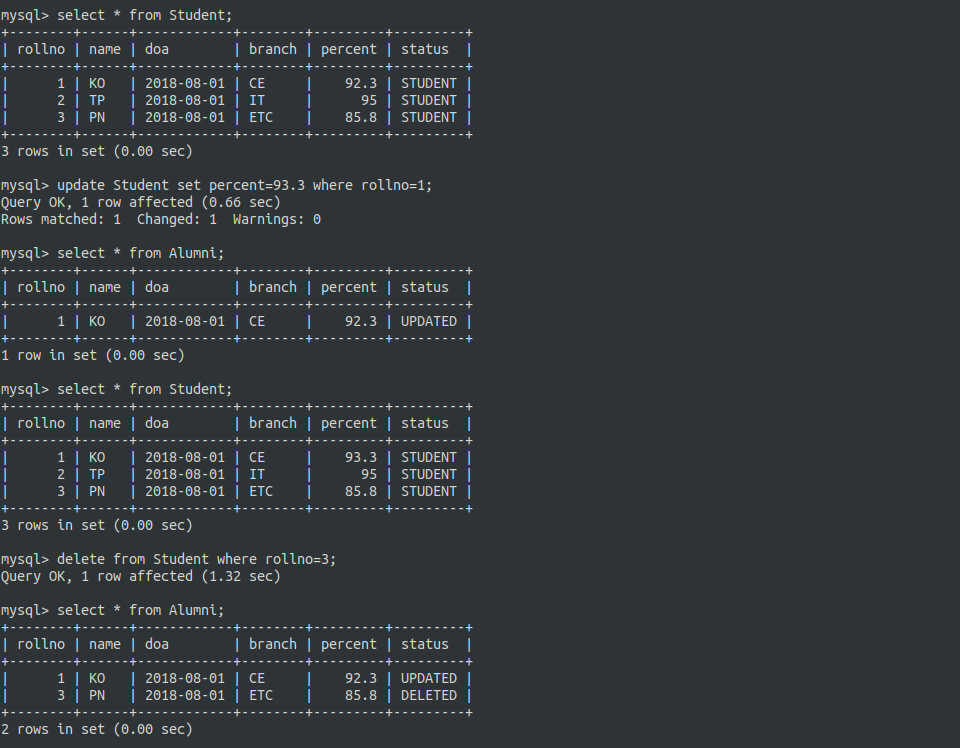 mysql> select * from Student;
+--------+------+------------+--------+---------+---------+
| rollno | name | doa        | branch | percent | status  |
+--------+------+------------+--------+---------+---------+
|      1 | KO   | 2018-08-01 | CE     |    92.3 | STUDENT |
|      2 | TP   | 2018-08-01 | IT     |      95 | STUDENT |
|      3 | PN   | 2018-08-01 | ETC    |    85.8 | STUDENT |
+--------+------+------------+--------+---------+---------+
3 rows in set (0.00 sec)

mysql> update Student set percent=93.3 where rollno=1;
Query OK, 1 row affected (0.66 sec)
Rows matched: 1  Changed: 1  Warnings: 0

mysql> select * from Alumni;
+--------+------+------------+--------+---------+---------+
| rollno | name | doa        | branch | percent | status  |
+--------+------+------------+--------+---------+---------+
|      1 | KO   | 2018-08-01 | CE     |    92.3 | UPDATED |
+--------+------+------------+--------+---------+---------+
1 row in set (0.00 sec)

mysql> select * from Student;
+--------+------+------------+--------+---------+---------+
| rollno | name | doa        | branch | percent | status  |
+--------+------+------------+--------+---------+---------+
|      1 | KO   | 2018-08-01 | CE     |    93.3 | STUDENT |
|      2 | TP   | 2018-08-01 | IT     |      95 | STUDENT |
|      3 | PN   | 2018-08-01 | ETC    |    85.8 | STUDENT |
+--------+------+------------+--------+---------+---------+
3 rows in set (0.00 sec)

mysql> delete from Student where rollno=3;
Query OK, 1 row affected (1.32 sec)

mysql> select * from Alumni;
+--------+------+------------+--------+---------+---------+
| rollno | name | doa        | branch | percent | status  |
+--------+------+------------+--------+---------+---------+
|      1 | KO   | 2018-08-01 | CE     |    92.3 | UPDATED |
|      3 | PN   | 2018-08-01 | ETC    |    85.8 | DELETED |
+--------+------+------------+--------+---------+---------+
2 rows in set (0.00 sec)